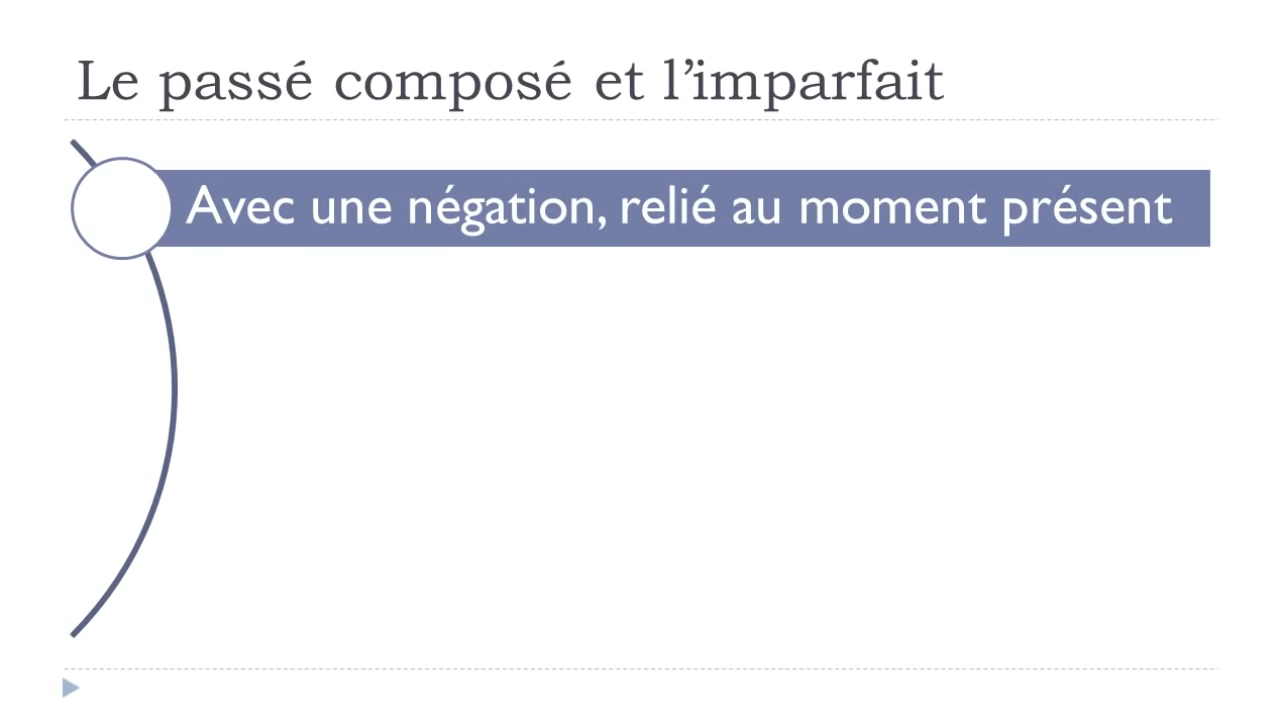 Le passé composé et l’imparfait
Avec une négation, relié au moment présent